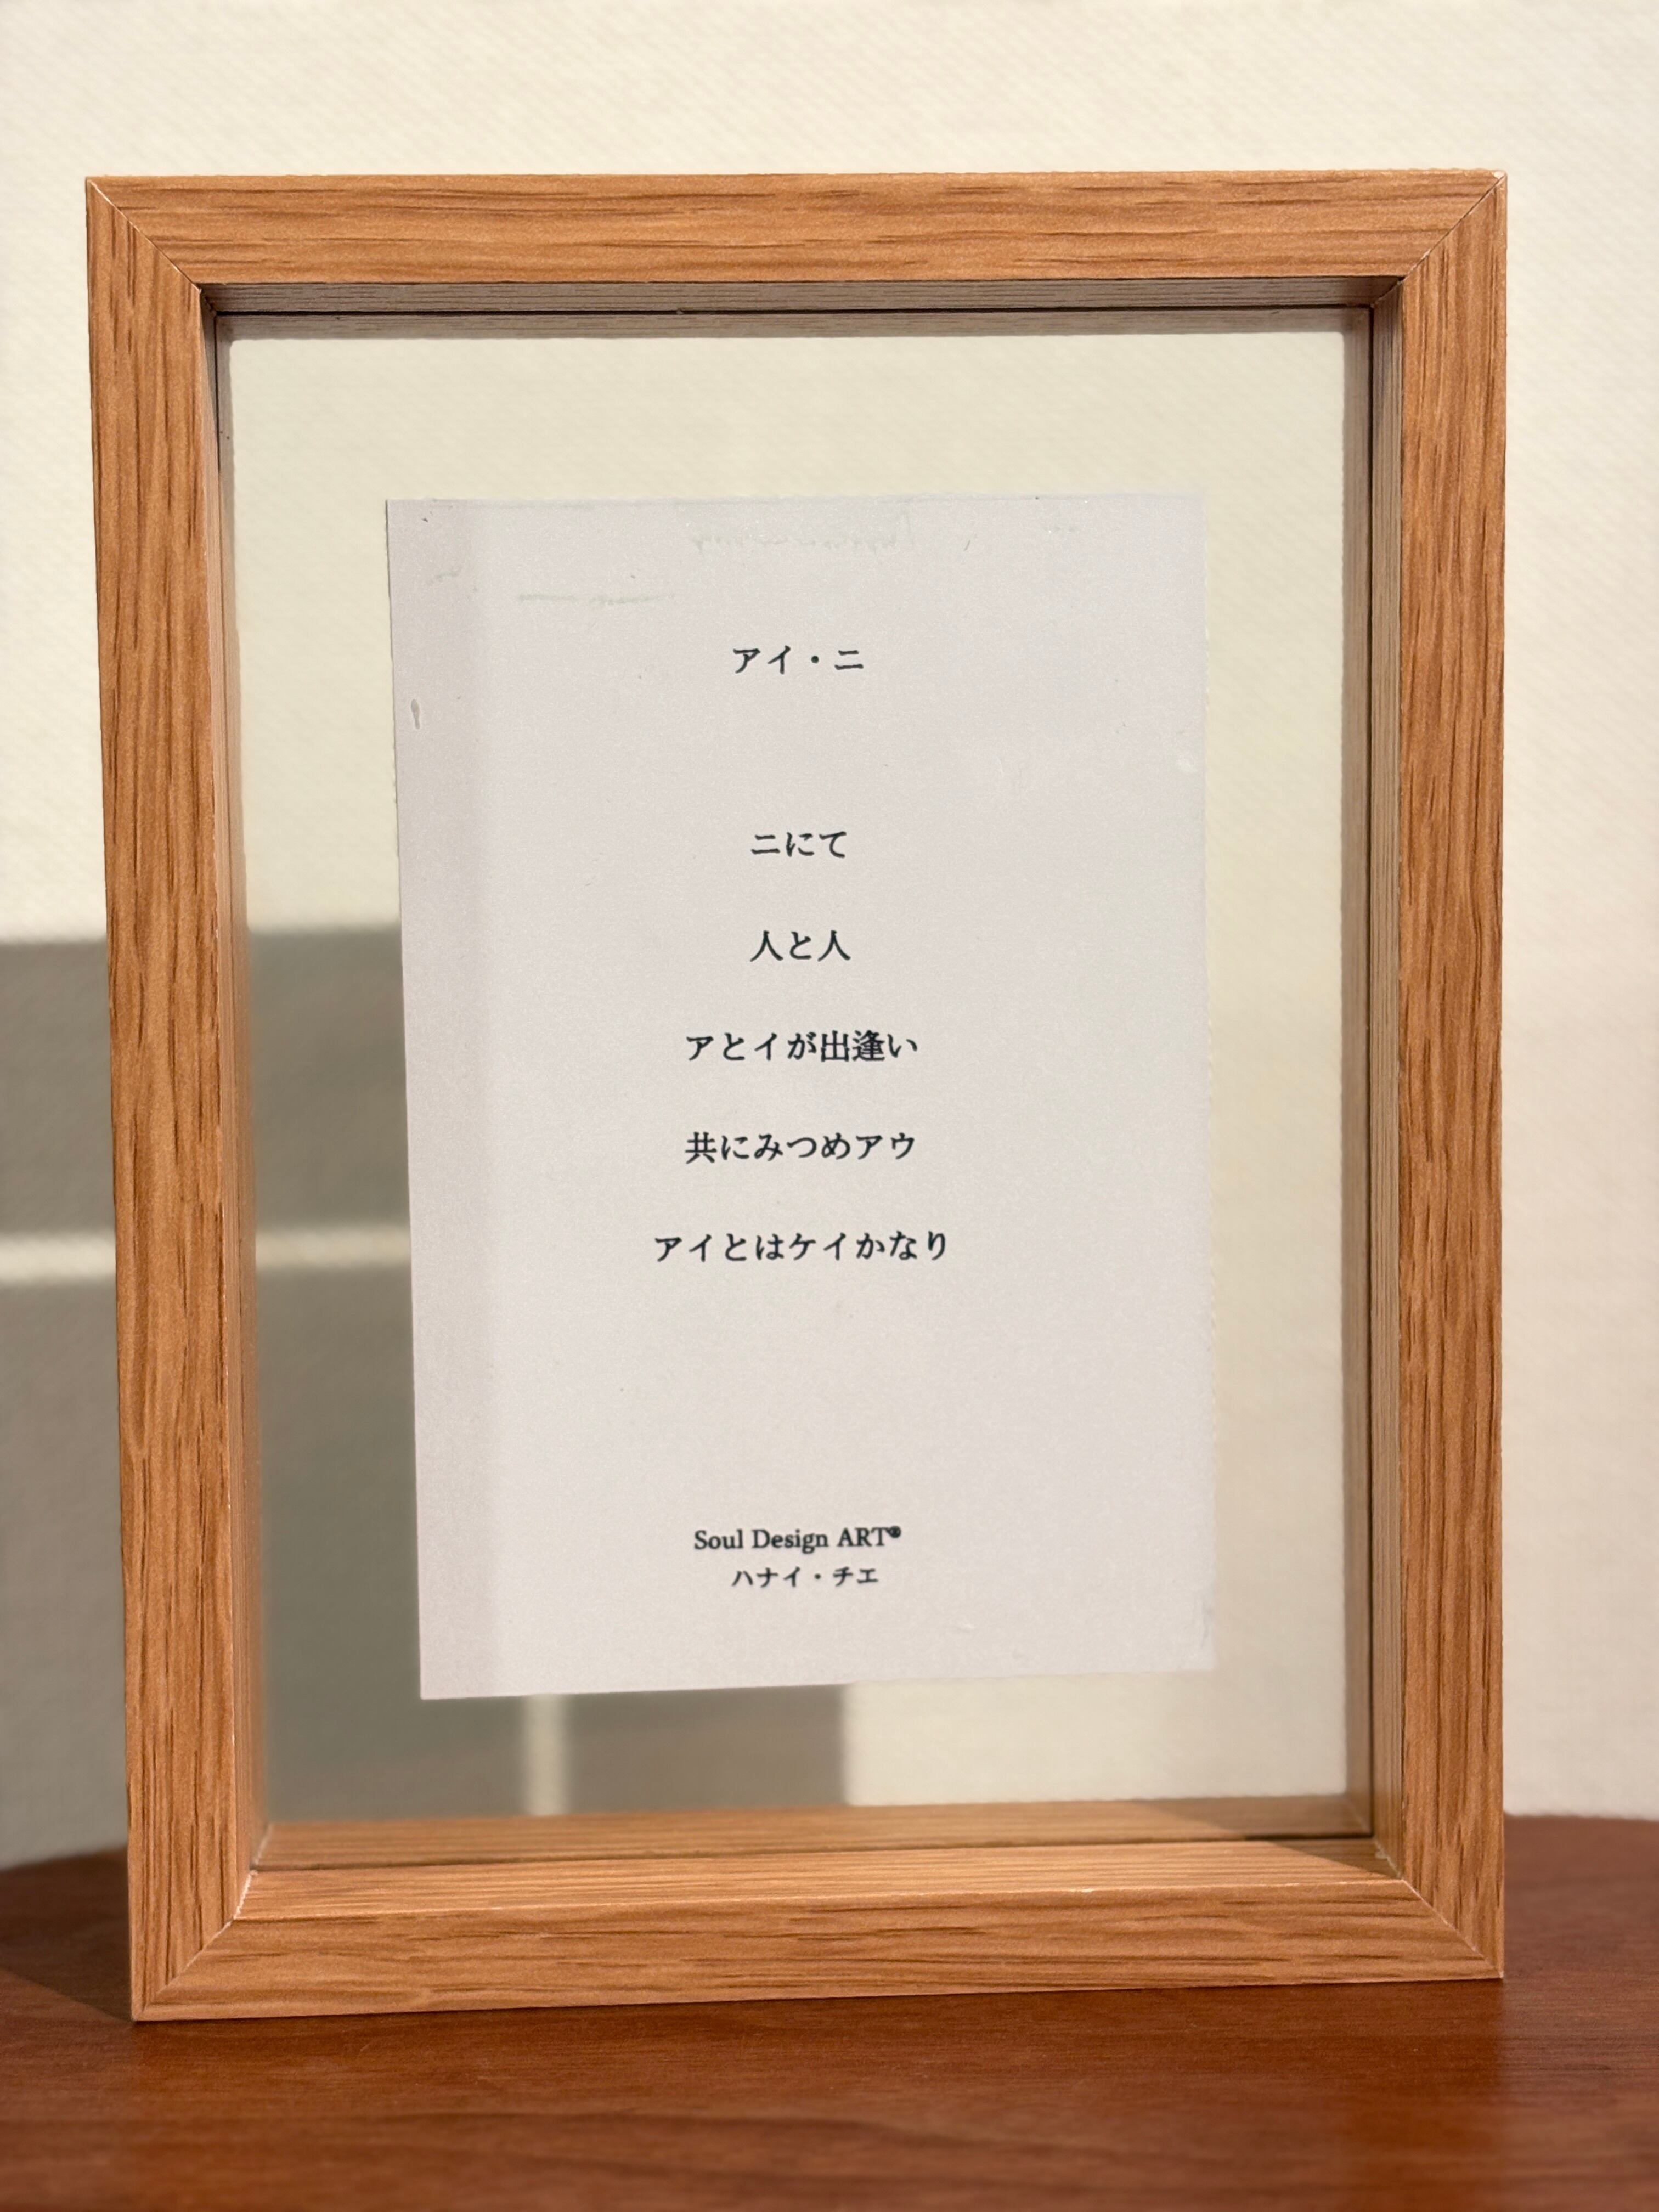 アイ・ニ
ニにて
人と人
アとイが出逢い
共にみつめアウ
アイとはケイかなり
Soul Design ART®
ハナイ・チエ